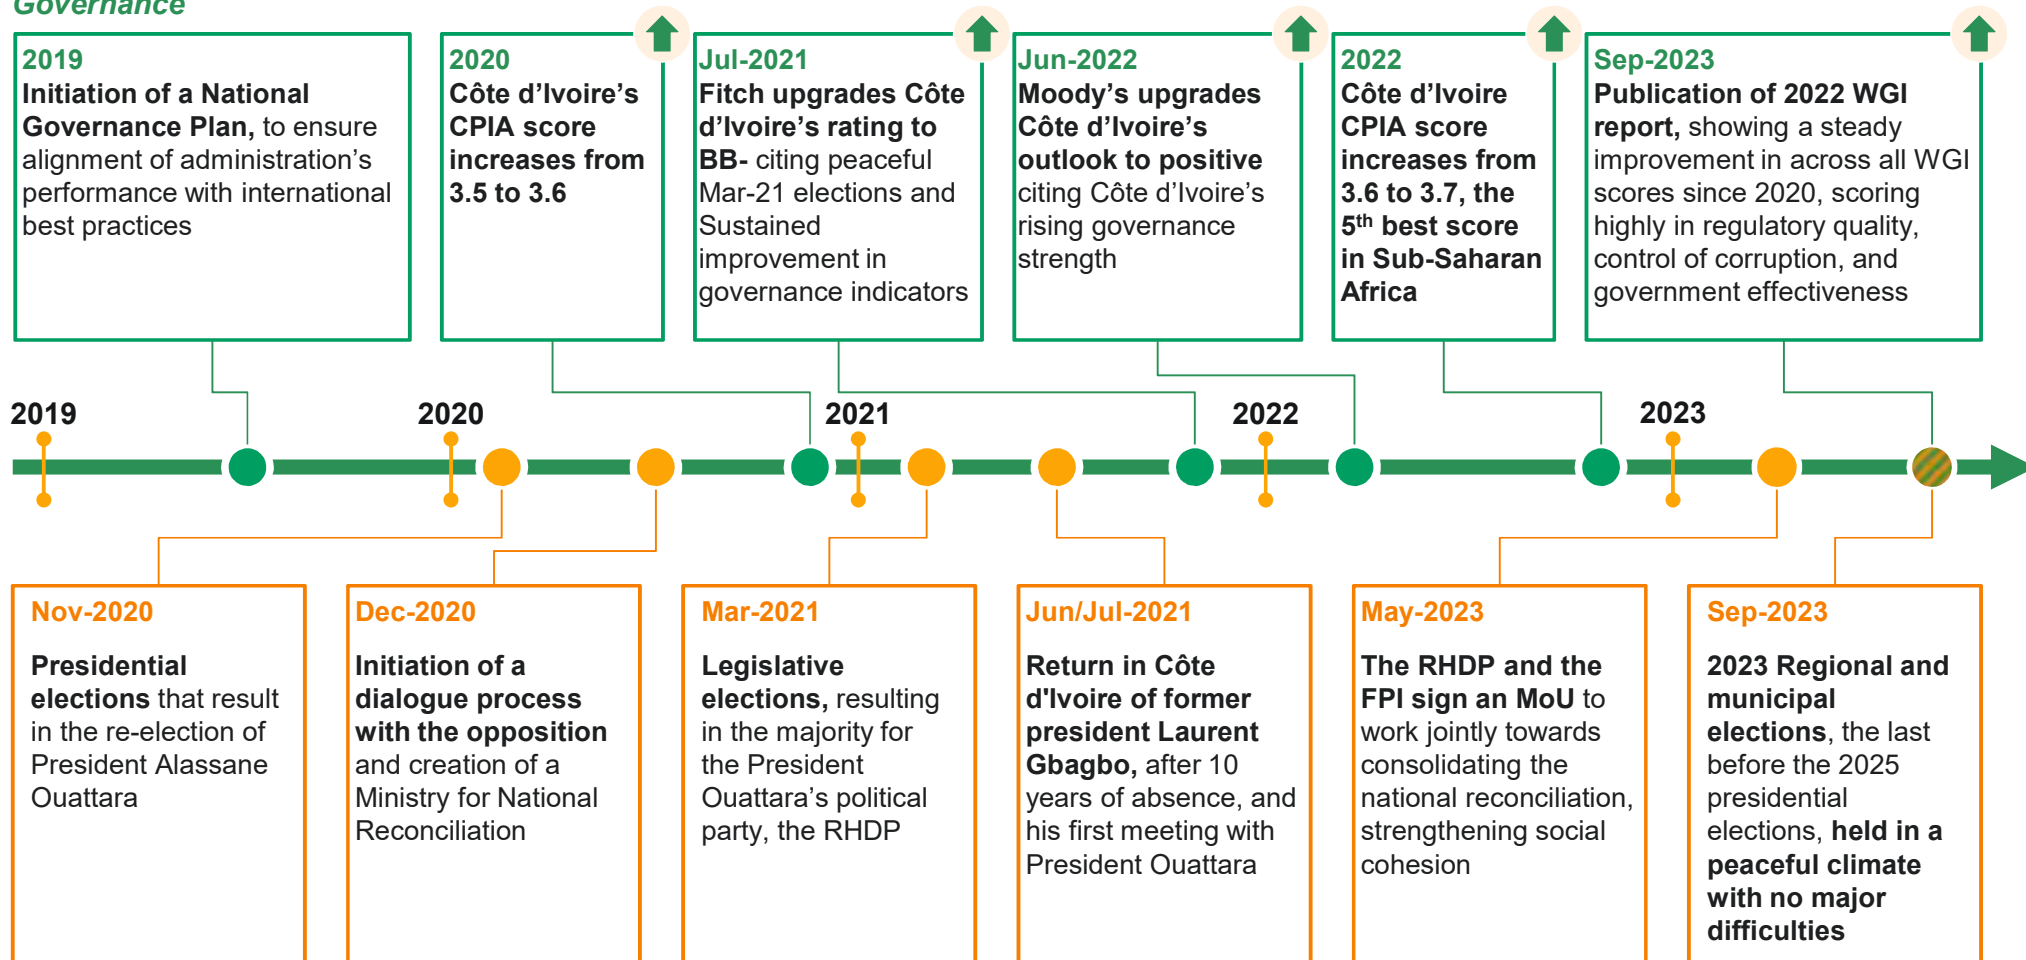 Governance
2019
Initiation of a National
Governance Plan, to ensure
alignment of administration’s
performance with international
best practices
2020
Côte d’Ivoire’s
CPIA score
increases from
3.5 to 3.6
Jul-2021
Fitch upgrades Côte
d’Ivoire’s rating to
BB- citing peaceful
Mar-21 elections and
Sustained
improvement in
governance indicators
Jun-2022
Moody’s upgrades
Côte d’Ivoire’s
outlook to positive
citing Côte d’Ivoire’s
rising governance
strength
2022
Côte d’Ivoire
CPIA score
increases from
3.6 to 3.7, the
5th best score
in Sub-Saharan
Africa
Sep-2023
Publication of 2022 WGI
report, showing a steady
improvement in across all WGI
scores since 2020, scoring
highly in regulatory quality,
control of corruption, and
government effectiveness
2019
2020
2021
2022
2023
Nov-2020
Presidential
elections that result
in the re-election of
President Alassane
Ouattara
Dec-2020
Initiation of a
dialogue process
with the opposition
and creation of a
Ministry for National
Reconciliation
Mar-2021
Legislative
elections, resulting
in the majority for
the President
Ouattara’s political
party, the RHDP
Jun/Jul-2021
Return in Côte
d'Ivoire of former
president Laurent
Gbagbo, after 10
years of absence, and
his first meeting with
President Ouattara
May-2023
The RHDP and the
FPI sign an MoU to
work jointly towards
consolidating the
national reconciliation,
strengthening social
cohesion
Sep-2023
2023 Regional and
municipal
elections, the last
before the 2025
presidential
elections, held in a
peaceful climate
with no major
difficulties